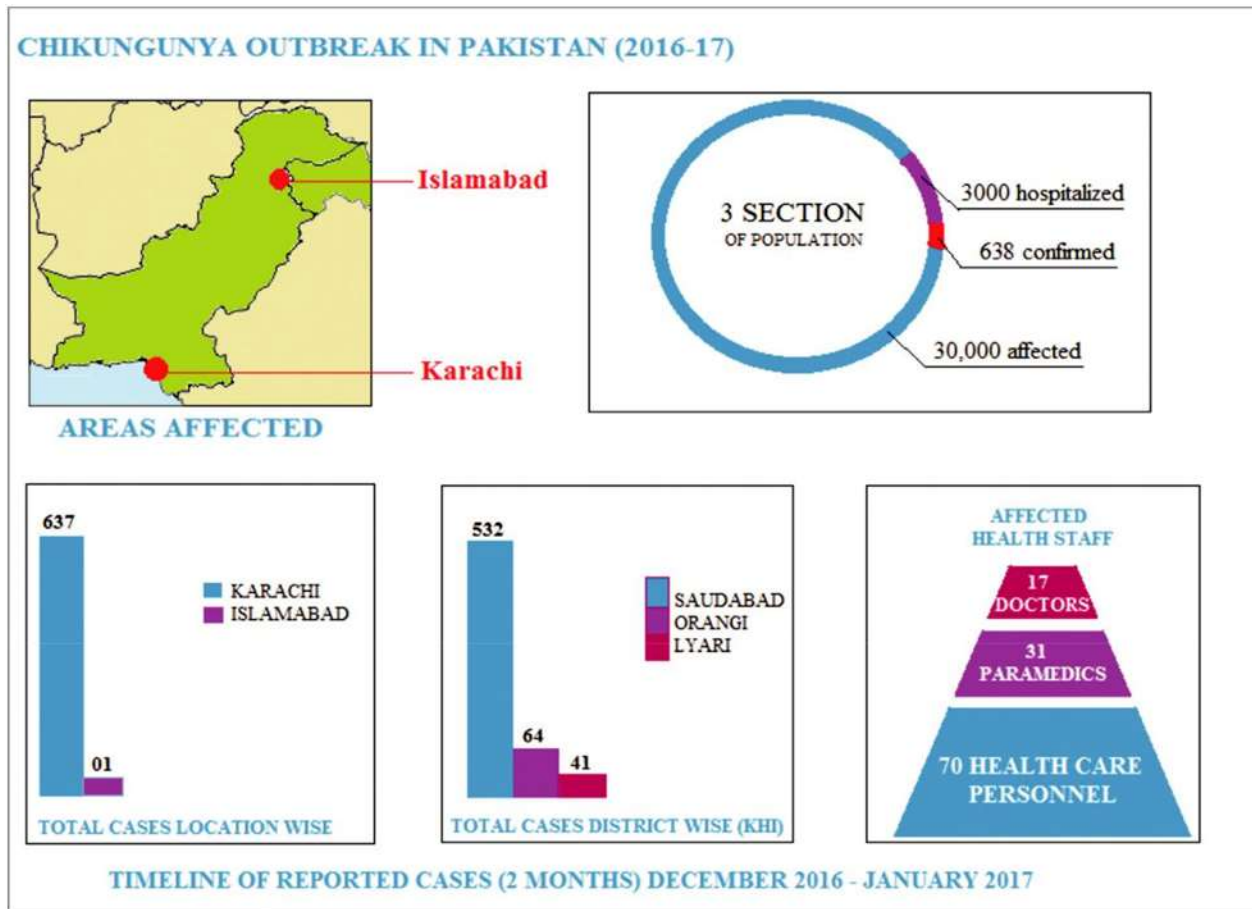 CHIKUNGUNYA OUTBREAK IN PAKISTAN (2016-17)
Islamabad
Karachi
AREAS AFFECTED
3 SECTION
OF POPULATION
3000 hospitalized
638 confirmed
30,000 affected
637
01
KARACHI
ISLAMABAD
TOTAL CASES LOCATION WISE
532
64
41
SAUDABAD
ORANGI
LYARI
TOTAL CASES DISTRICT WISE (KHI)
AFFECTED
HEALTH STAFF
17
DOCTORS
31
PARAMEDICS
70 HEALTH CARE
PERSONNEL
TIMELINE OF REPORTED CASES (2 MONTHS) DECEMBER 2016 - JANUARY 2017